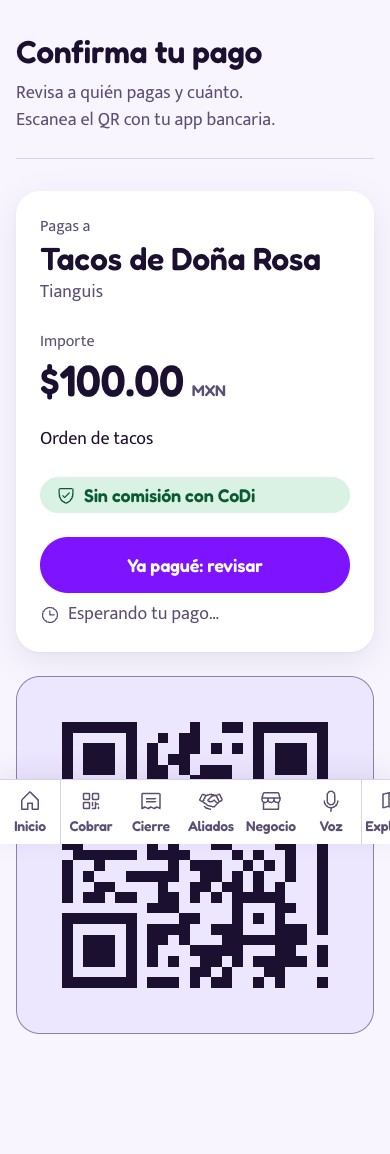 Confirma tu pago
Revisa a quién pagas y cuánto.
Escanea el QR con tu app bancaria.
Pagas a
Tacos de Doña Rosa
Tianguis
Importe
$100.00 MXN
Orden de tacos
Sin comisión con CoDi
Ya pagué: revisar
Esperando tu pago...
Inicio Cobrar Cierre Aliados Negocio Voz